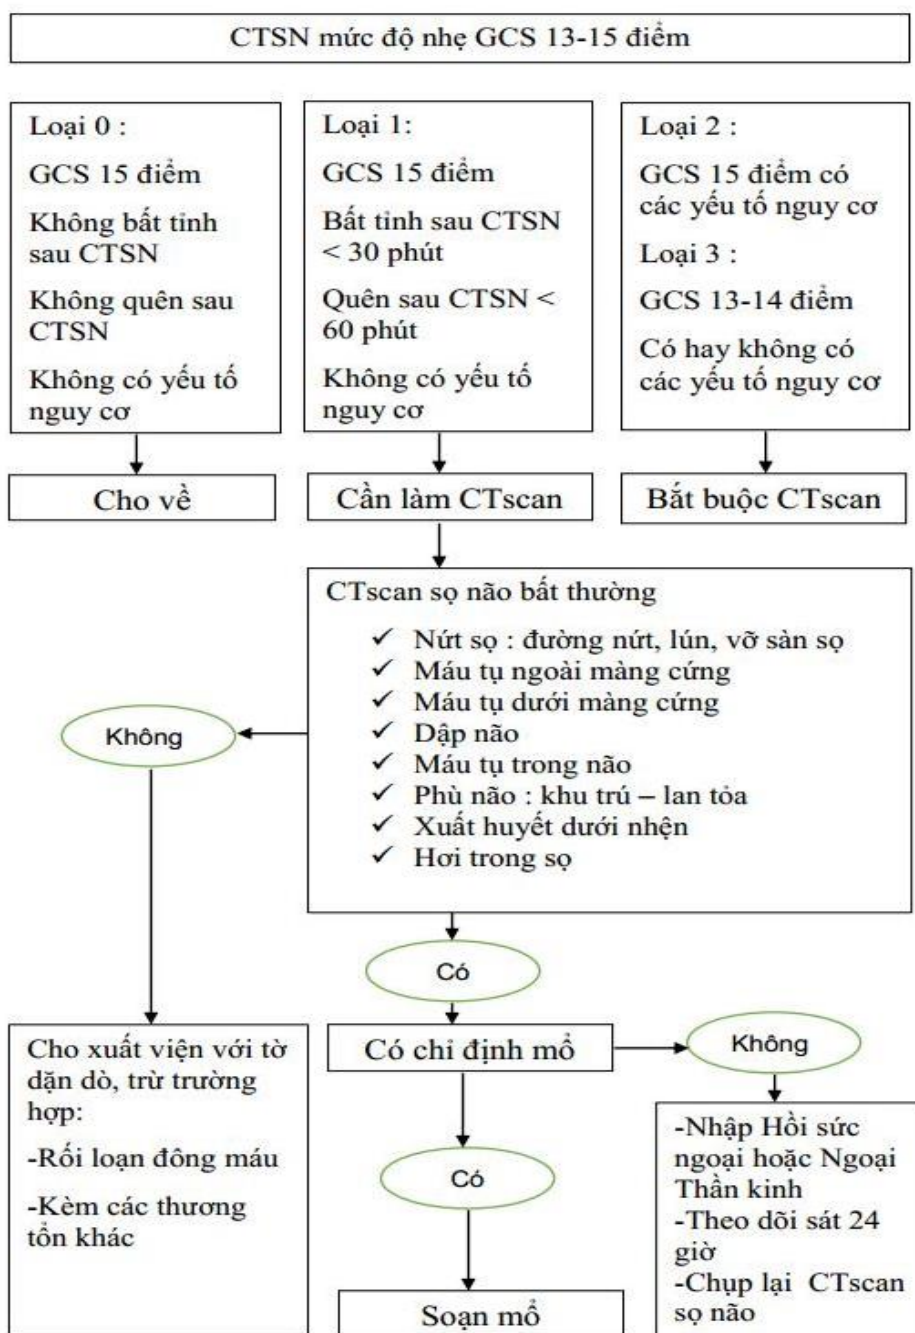 CTSN mức độ nhẹ GCS 13-15 điểm
Loại 0 :
GCS 15 điểm
Không bất tỉnh
sau CTSN
Không quên sau
CTSN
Không có yếu tố
nguy cơ
Loại 1:
GCS 15 điểm
Bất tỉnh sau CTSN
< 30 phút
Quên sau CTSN <
60 phút
Không có yếu tố
nguy cơ
Loại 2 :
GCS 15 điểm có
các yếu tố nguy cơ
Loại 3 :
GCS 13-14 điểm
Có hay không có
các yếu tố nguy cơ
Cho về
Cần làm CTscan
Bắt buộc CTscan
CTscan sọ não bất thường
✓ Nứt sọ : đường nứt, lún, vỡ sàn sọ
✓ Máu tụ ngoài màng cứng
✓ Máu tụ dưới màng cứng
✓ Dập não
✓ Máu tụ trong não
✓ Phù não : khu trú – lan tỏa
✓ Xuất huyết dưới nhện
✓ Hơi trong sọ
Không
Có
Cho xuất viện với tờ
dặn dò, trừ trường
hợp:
-Rối loạn đông máu
-Kèm các thương
tổn khác
Có chỉ định mổ
Không
Có
-Nhập Hồi sức
ngoại hoặc Ngoại
Thần kinh
-Theo dõi sát 24
giờ
-Chụp lại CTscan
sọ não
Soạn mổ